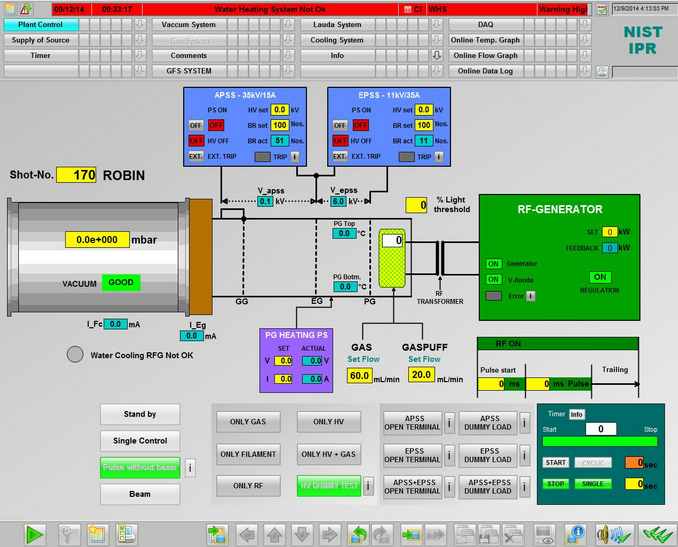 09/12/14 09:33:17 Water Heating System Not Ok CI WHS Warning High 12/9/2014 4:13:03 PM
Plant Control Vaccum System Lauda System DAQ
Supply of Source Gas System Cooling System Online Temp. Graph
Timer Comments Info Online Flow Graph
GFS SYSTEM Online Data Log
NIST
IPR
APSS - 35kV/15A EPSS - 11kV/35A
PS ON HV set 0.0 kV PS ON HV set 0.0 kV
OFF OFF BR set 100 Nos. OFF OFF BR set 100 Nos.
OFF HV OFF BR act 51 Nos. OFF HV OFF BR act 11 Nos.
EXT. EXT. TRIP TRIP i EXT. EXT. TRIP TRIP i
Shot-No. 170 ROBIN
V_apss V_epss
0.1 kV 6.0 kV
0 % Light
threshold
RF-GENERATOR
SET 0 kW
FEEDBACK 0 kW
ON Generator
ON V-Anode
Error i
ON
REGULATION
0.0e+000 mbar
VACUUM GOOD
PG Top
0.0 °C
0
PG Botm.
0.0 °C
GG EG PG
RF
TRANSFORMER
I_Fc 0.0 mA
I_Eg
0.0 mA
Water Cooling RFG Not OK
PG HEATING PS
SET ACTUAL
V 0.0 0.0 V
I 0.0 0.0 A
GAS GASPUFF
Set Flow Set Flow
60.0 mL/min 20.0 mL/min
RF ON
Pulse start Trailing
0 ms 0 ms Pulse
Stand by
Single Control
Pulse without beam i
Beam
ONLY GAS ONLY HV
ONLY FILAMENT ONLY HV + GAS
ONLY RF HV DUMMY TEST i
APSS
OPEN TERMINAL i APSS
DUMMY LOAD i
EPSS
OPEN TERMINAL i EPSS
DUMMY LOAD i
APSS+EPSS
OPEN TERMINAL i APSS+EPSS
DUMMY LOAD i
Timer Info
Start 0 Stop
START CYCLIC 0 sec
STOP SINGLE 0 sec